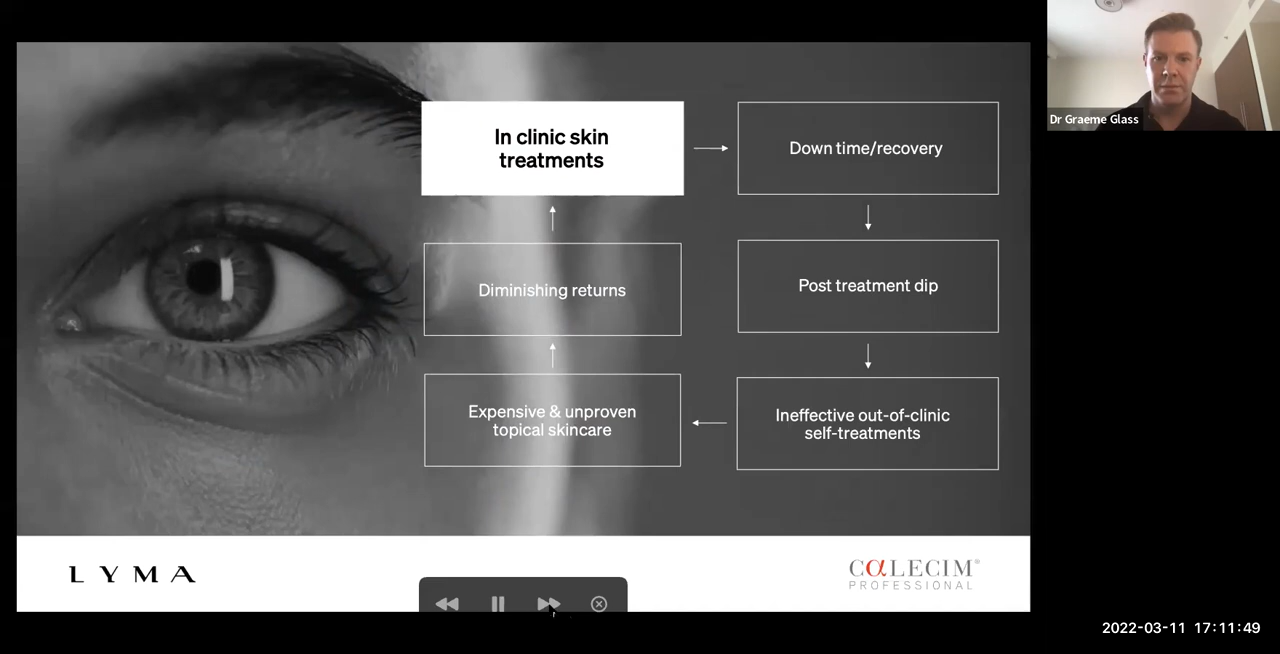 In clinic skin
treatments
Down time/recovery
Diminishing returns
Post treatment dip
Expensive & unproven
topical skincare
Ineffective out-of-clinic
self-treatments
LYMA
CαLECIM®
PROFESSIONAL
Dr Graeme Glass
2022-03-11 17:11:49